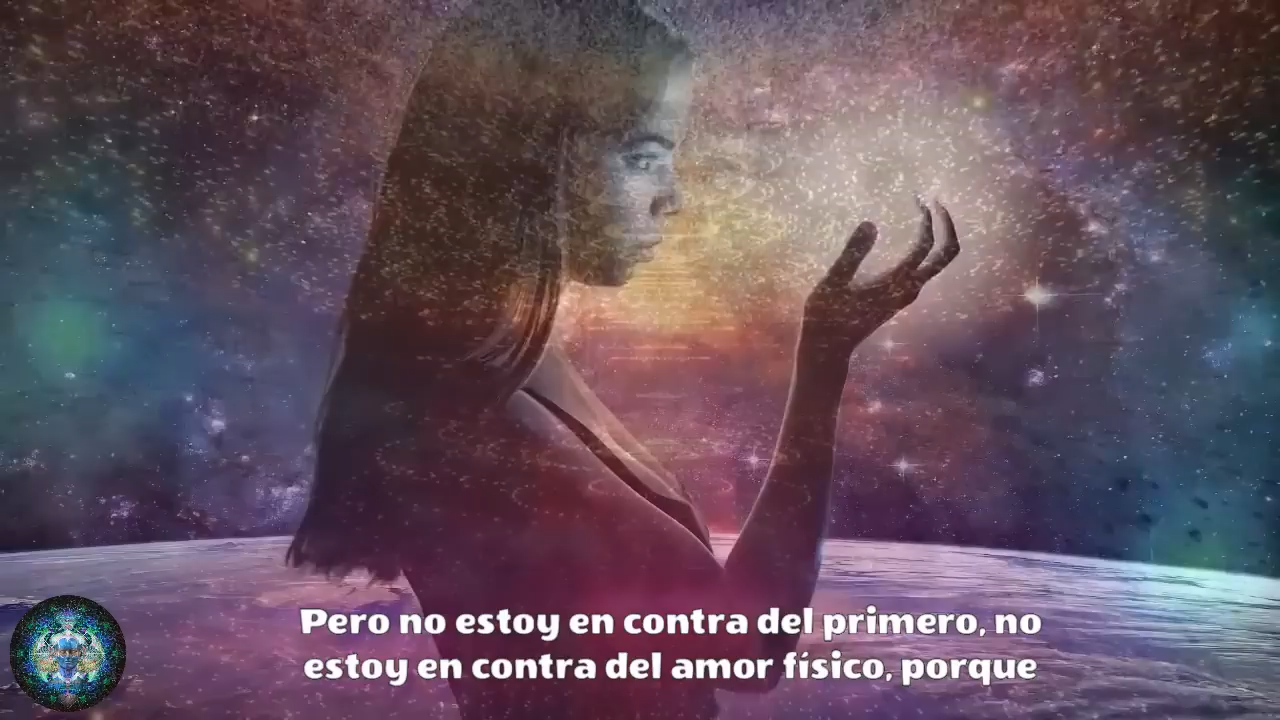 Pero no estoy en contra del primero, no
estoy en contra del amor físico, porque